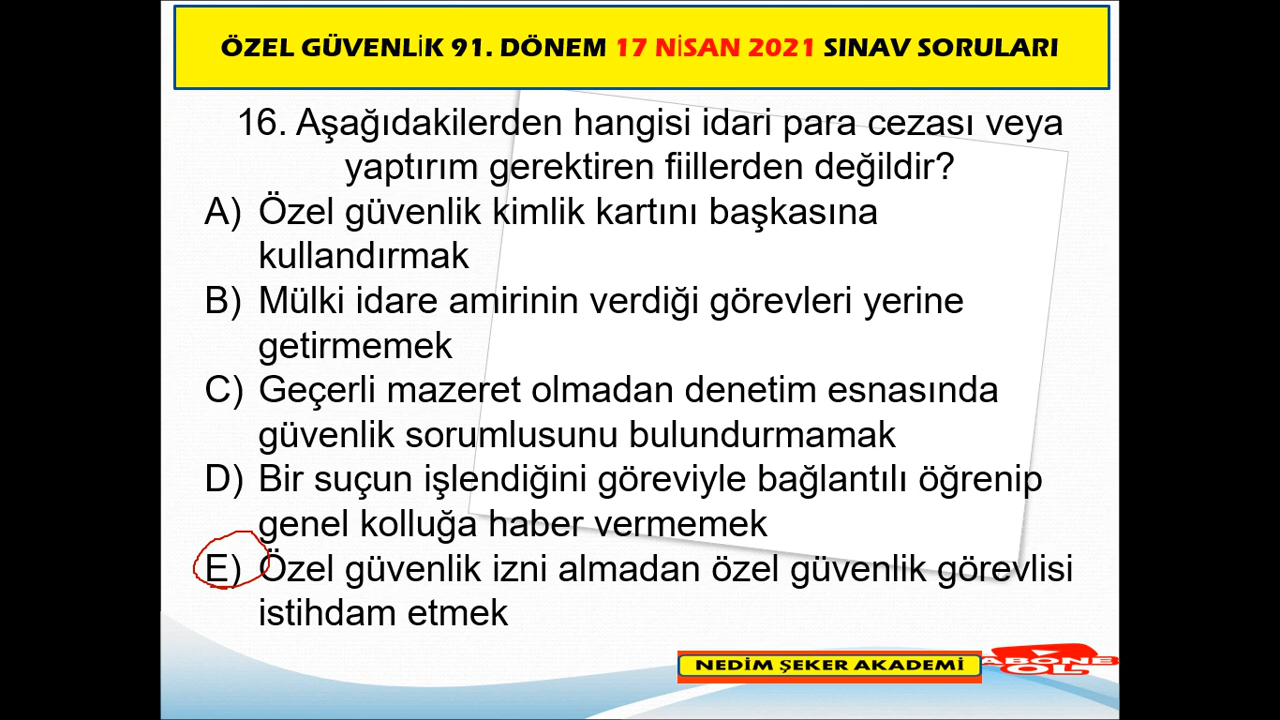 ÖZEL GÜVENLİK 91. DÖNEM 17 NİSAN 2021 SINAV SORULARI
16. Aşağıdakilerden hangisi idari para cezası veya
yaptırım gerektiren fiillerden değildir?
A) Özel güvenlik kimlik kartını başkasına
kullandırmak
B) Mülki idare amirinin verdiği görevleri yerine
getirmemek
C) Geçerli mazeret olmadan denetim esnasında
güvenlik sorumlusunu bulundurmamak
D) Bir suçun işlendiğini göreviyle bağlantılı öğrenip
genel kolluğa haber vermemek
E) Özel güvenlik izni almadan özel güvenlik görevlisi
istihdam etmek
NEDİM ŞEKER AKADEMİ
ABONE
OL